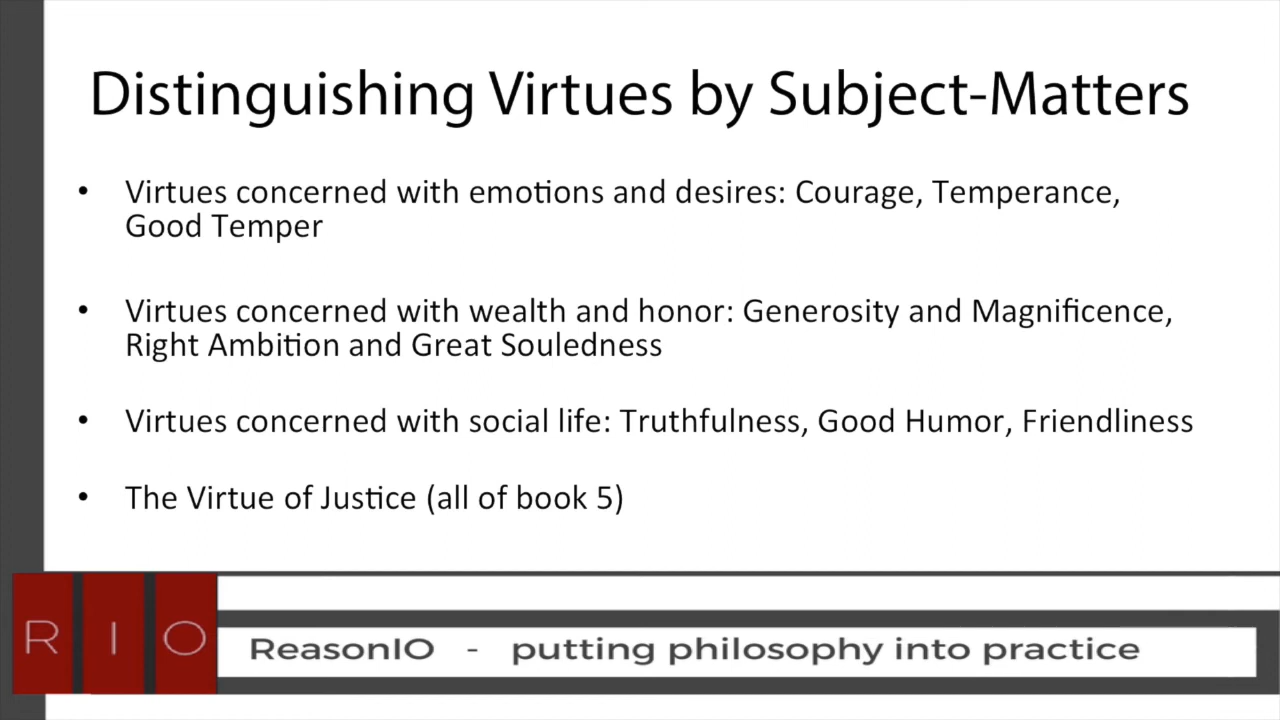 Distinguishing Virtues by Subject-Matters
• Virtues concerned with emotions and desires: Courage, Temperance,
Good Temper
• Virtues concerned with wealth and honor: Generosity and Magnificence,
Right Ambition and Great Souledness
• Virtues concerned with social life: Truthfulness, Good Humor, Friendliness
• The Virtue of Justice (all of book 5)
R I O
ReasonIO - putting philosophy into practice